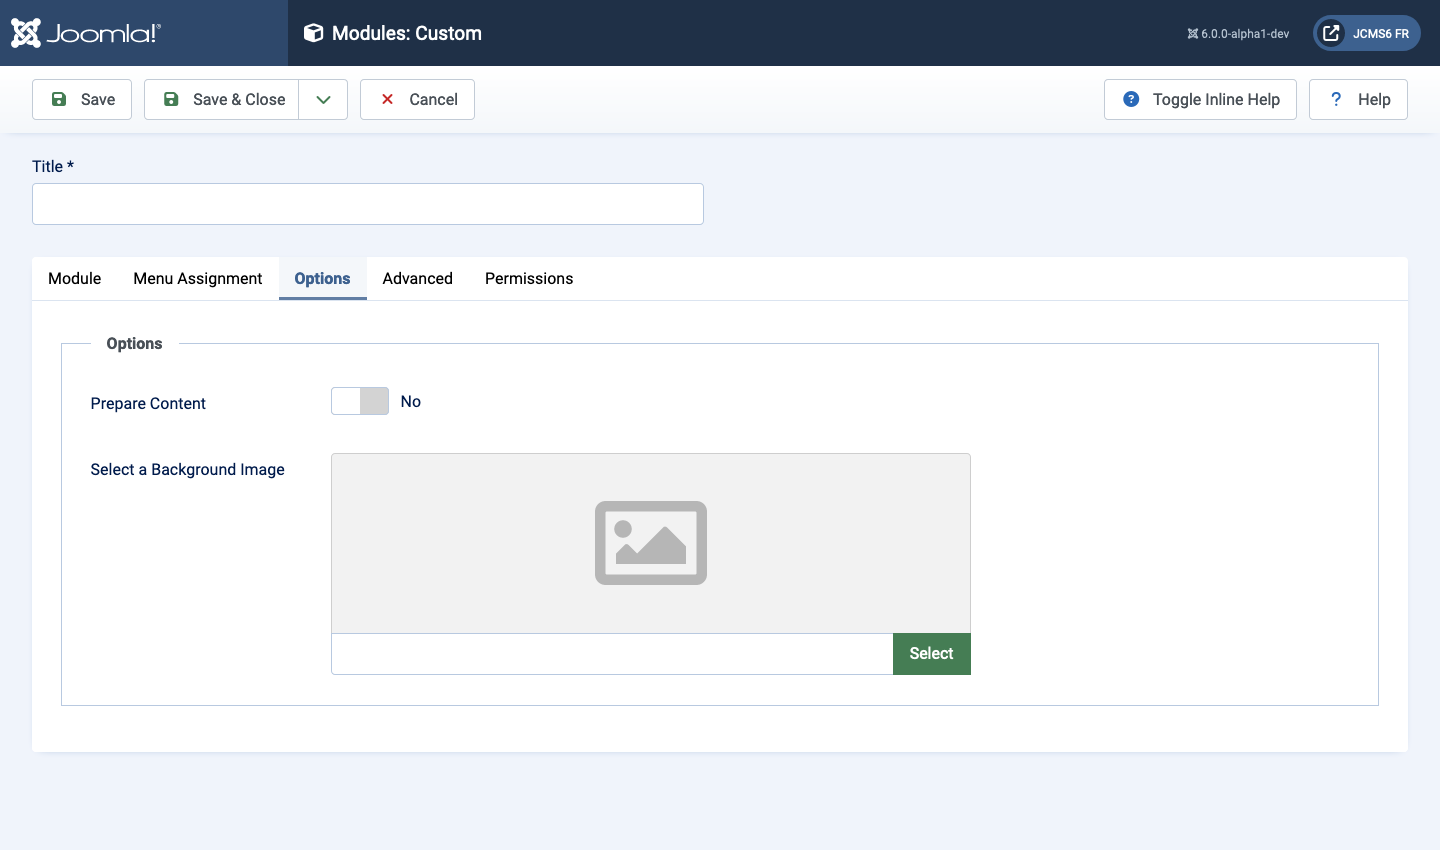 Joomla!®
Modules: Custom
6.0.0-alpha1-dev
JCMS6 FR
Save
Save & Close
Cancel
Toggle Inline Help
? Help
Title *
Module
Menu Assignment
Options
Advanced
Permissions
Options
Prepare Content
No
Select a Background Image
Select